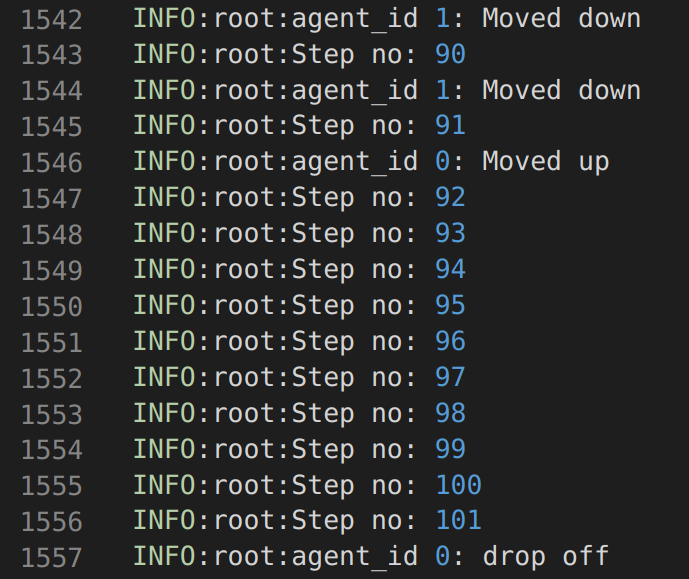 1542 INFO:root:agent_id 1: Moved down
1543 INFO:root:Step no: 90
1544 INFO:root:agent_id 1: Moved down
1545 INFO:root:Step no: 91
1546 INFO:root:agent_id 0: Moved up
1547 INFO:root:Step no: 92
1548 INFO:root:Step no: 93
1549 INFO:root:Step no: 94
1550 INFO:root:Step no: 95
1551 INFO:root:Step no: 96
1552 INFO:root:Step no: 97
1553 INFO:root:Step no: 98
1554 INFO:root:Step no: 99
1555 INFO:root:Step no: 100
1556 INFO:root:Step no: 101
1557 INFO:root:agent_id 0: drop off